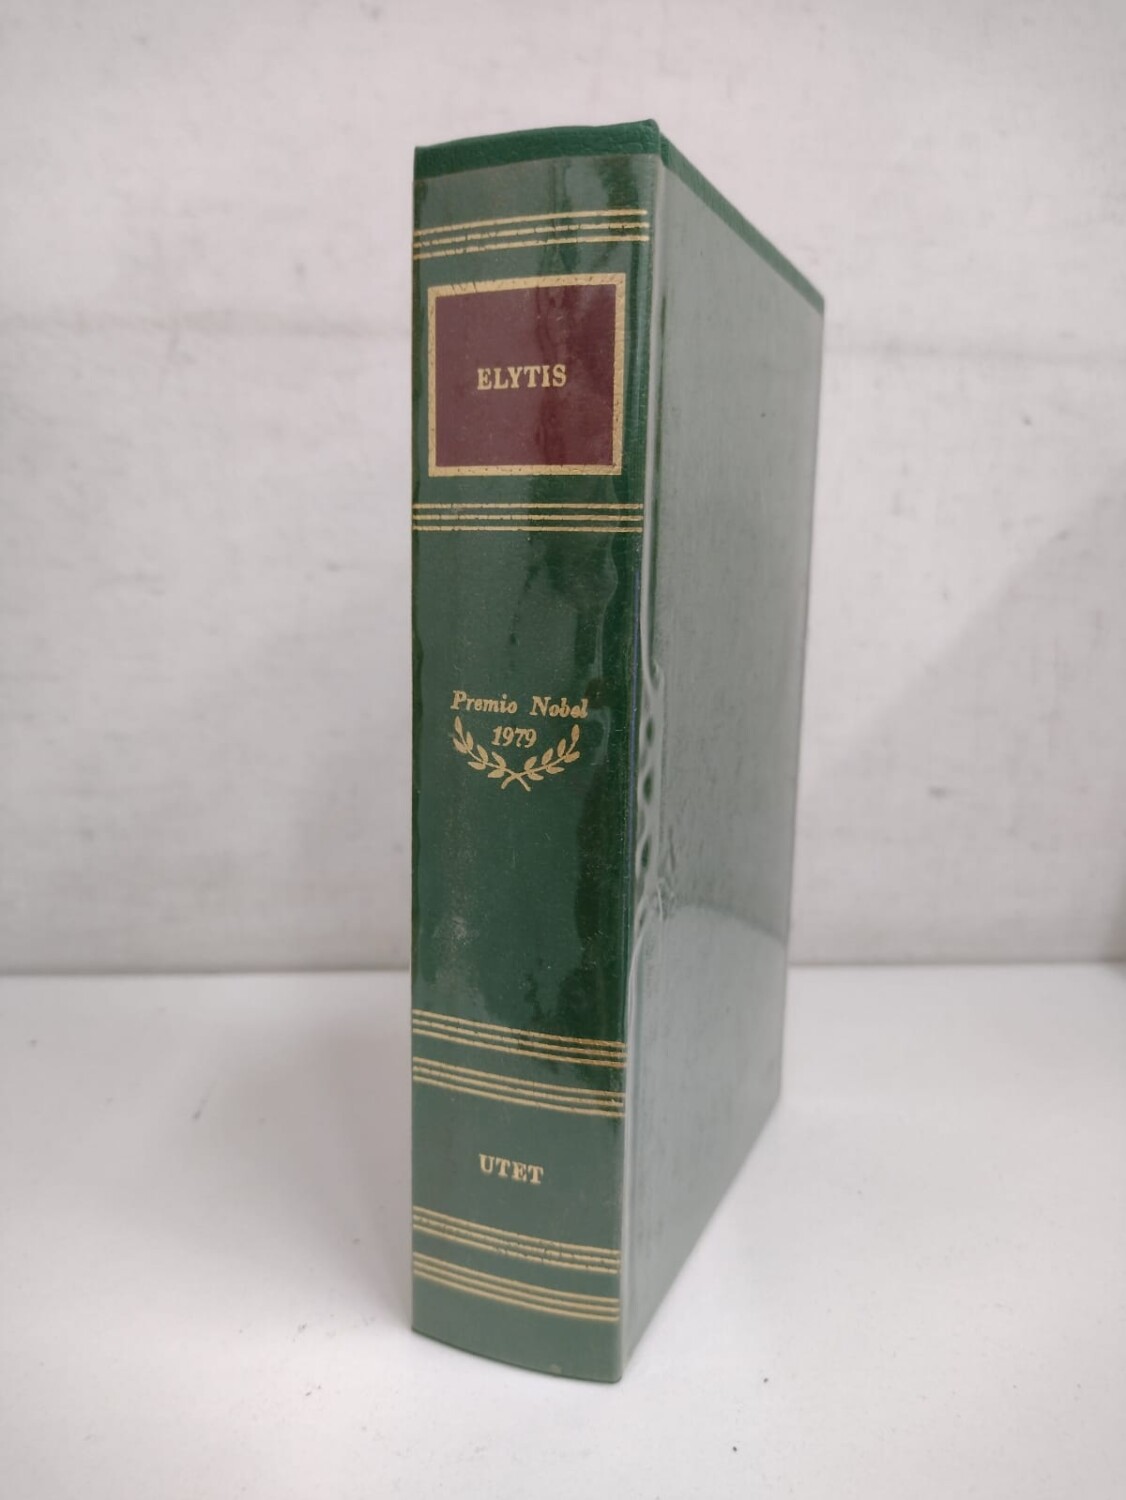 ELYTIS
Premio Nobel
1979
UTET